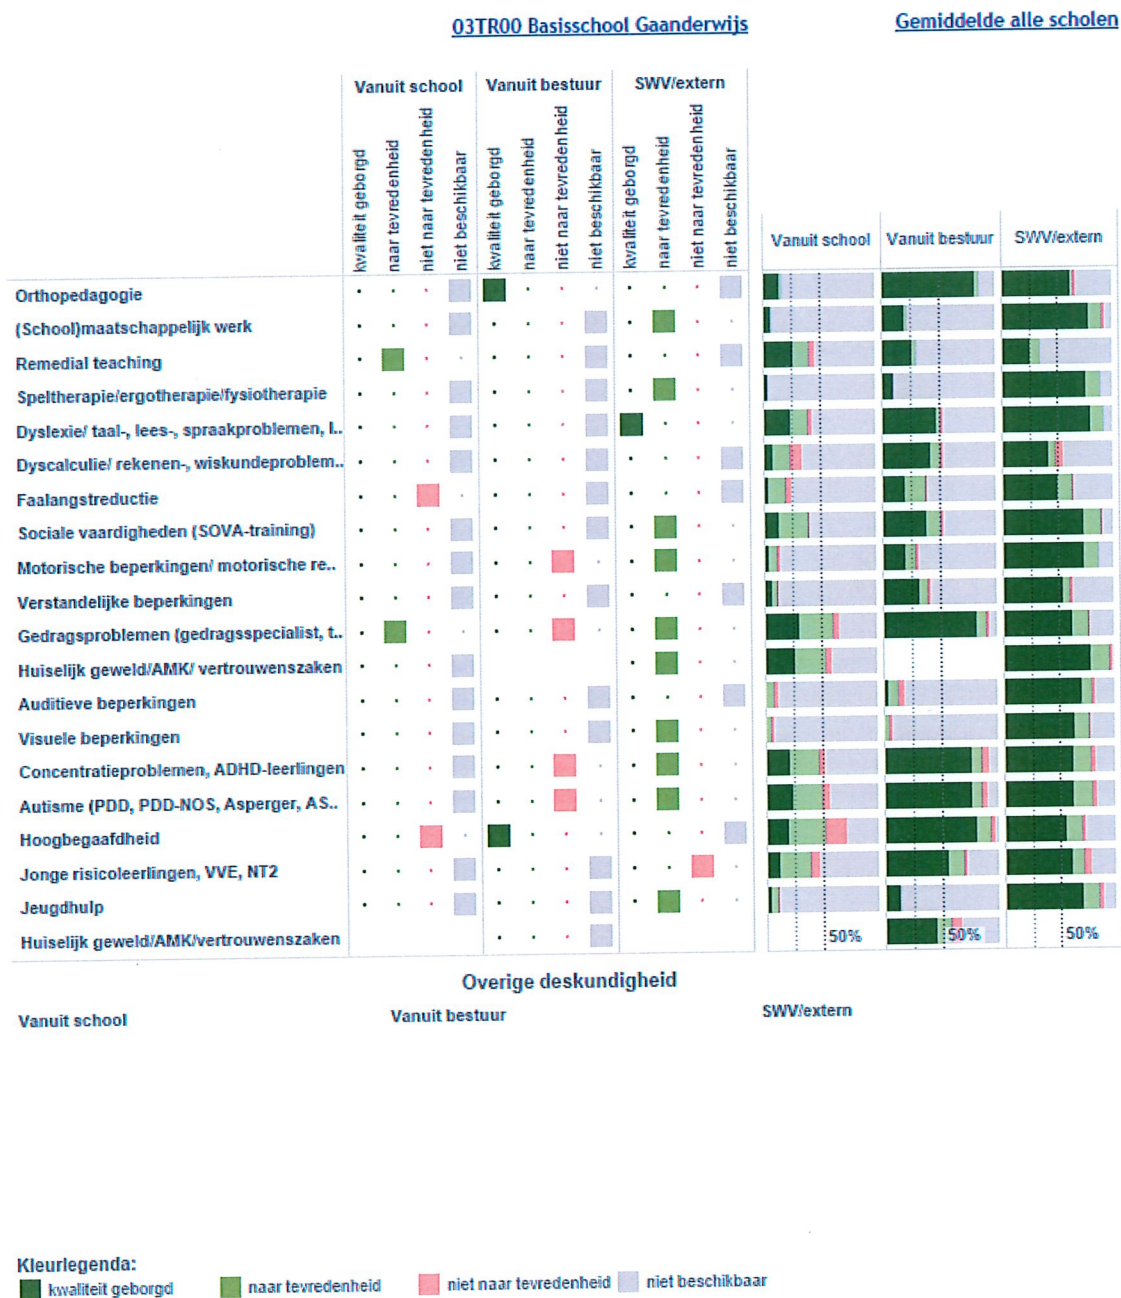 03TR00 Basisschool Gaanderwijs
Gemiddelde alle scholen
Vanuit school
Vanuit bestuur
SWV/extern
kwaliteit geborgd
naar tevredenheid
niet naar tevredenheid
niet beschikbaar
kwaliteit geborgd
naar tevredenheid
niet naar tevredenheid
niet beschikbaar
kwaliteit geborgd
naar tevredenheid
niet naar tevredenheid
niet beschikbaar
Vanuit school
Vanuit bestuur
SWV/extern
Orthopedagogie
(School)maatschappelijk werk
Remedial teaching
Speltherapie/ergotherapie/fysiotherapie
Dyslexie/ taal-, lees-, spraakproblemen, l..
Dyscalculie/ rekenen-, wiskundeproblem..
Faalangstreductie
Sociale vaardigheden (SOVA-training)
Motorische beperkingen/ motorische re..
Verstandelijke beperkingen
Gedragsproblemen (gedragsspecialist, t..
Huiselijk geweld/AMK/ vertrouwenszaken
Auditieve beperkingen
Visuele beperkingen
Concentratieproblemen, ADHD-leerlingen
Autisme (PDD, PDD-NOS, Asperger, AS..
Hoogbegaafdheid
Jonge risicoleerlingen, VVE, NT2
Jeugdhulp
Huiselijk geweld/AMK/vertrouwenszaken
50%
50%
50%
Overige deskundigheid
Vanuit school
Vanuit bestuur
SWV/extern
Kleurlegenda:
kwaliteit geborgd
naar tevredenheid
niet naar tevredenheid
niet beschikbaar